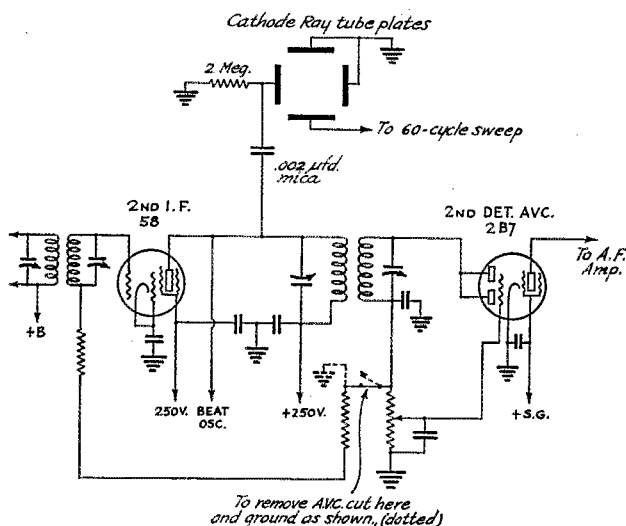 Cathode Ray tube plates
2 Meg.
To 60-cycle sweep
.002 µfd.
mica
2ND I.F.
58
2ND DET. AVC.
2B7
To A.F.
Amp.
+B
250V.
BEAT
OSC.
+250V.
+S.G.
To remove AVC. cut here
and ground as shown, (dotted)